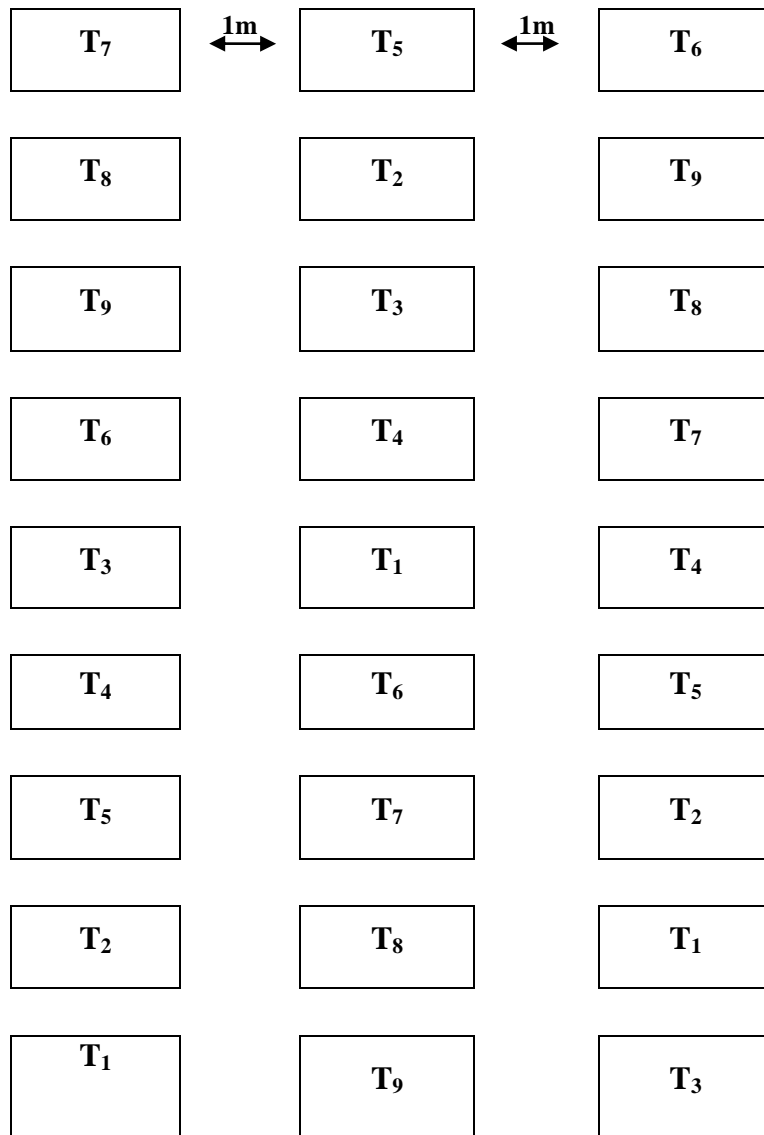 T₇ 1m T₅ 1m T₆
T₈ T₂ T₉
T₉ T₃ T₈
T₆ T₄ T₇
T₃ T₁ T₄
T₄ T₆ T₅
T₅ T₇ T₂
T₂ T₈ T₁
T₁ T₉ T₃